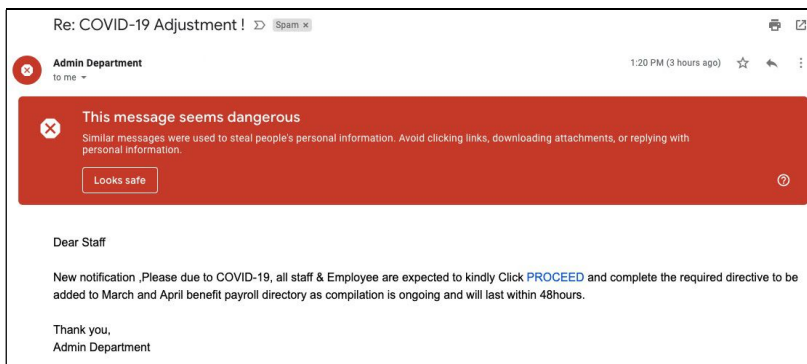 Re: COVID-19 Adjustment ! Spam x
Admin Department 1:20 PM (3 hours ago)
to me
This message seems dangerous
Similar messages were used to steal people's personal information. Avoid clicking links, downloading attachments, or replying with
personal information.
Looks safe
Dear Staff
New notification ,Please due to COVID-19, all staff & Employee are expected to kindly Click PROCEED and complete the required directive to be
added to March and April benefit payroll directory as compilation is ongoing and will last within 48hours.
Thank you,
Admin Department